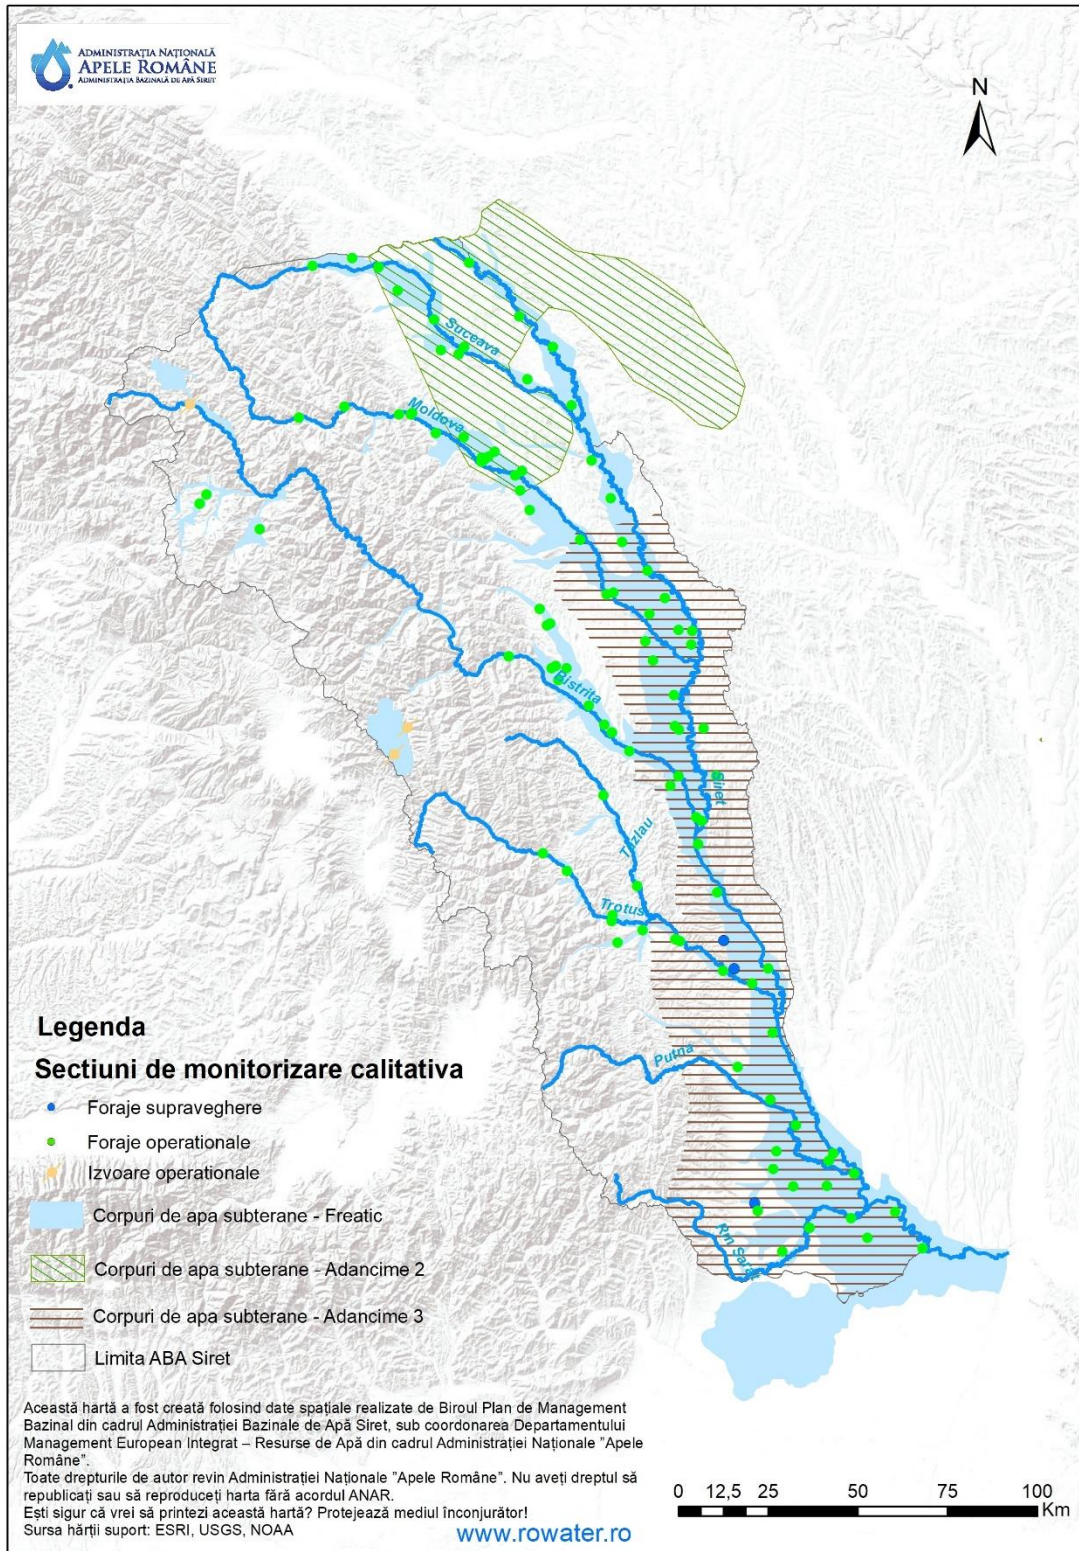 ADMINISTRAȚIA NAȚIONALĂ
APELE ROMÂNE
ADMINISTRAȚIA BAZINALĂ DE APĂ SIRET
N
Suceava
Moldova
Bistrita
Siret
Tazlau
Trotus
Putna
Rm Sarat
Legenda
Sectiuni de monitorizare calitativa
Foraje supraveghere
Foraje operationale
Izvoare operationale
Corpuri de apa subterane - Freatic
Corpuri de apa subterane - Adancime 2
Corpuri de apa subterane - Adancime 3
Limita ABA Siret
Această hartă a fost creată folosind date spațiale realizate de Biroul Plan de Management
Bazinal din cadrul Administrației Bazinale de Apă Siret, sub coordonarea Departamentului
Management European Integrat – Resurse de Apă din cadrul Administrației Naționale "Apele
Române".
Toate drepturile de autor revin Administrației Naționale "Apele Române". Nu aveți dreptul să
republicați sau să reproduceți harta fără acordul ANAR.
Ești sigur că vrei să printezi această hartă? Protejează mediul înconjurător!
Sursa hărții suport: ESRI, USGS, NOAA
www.rowater.ro
0 12,5 25 50 75 100
Km